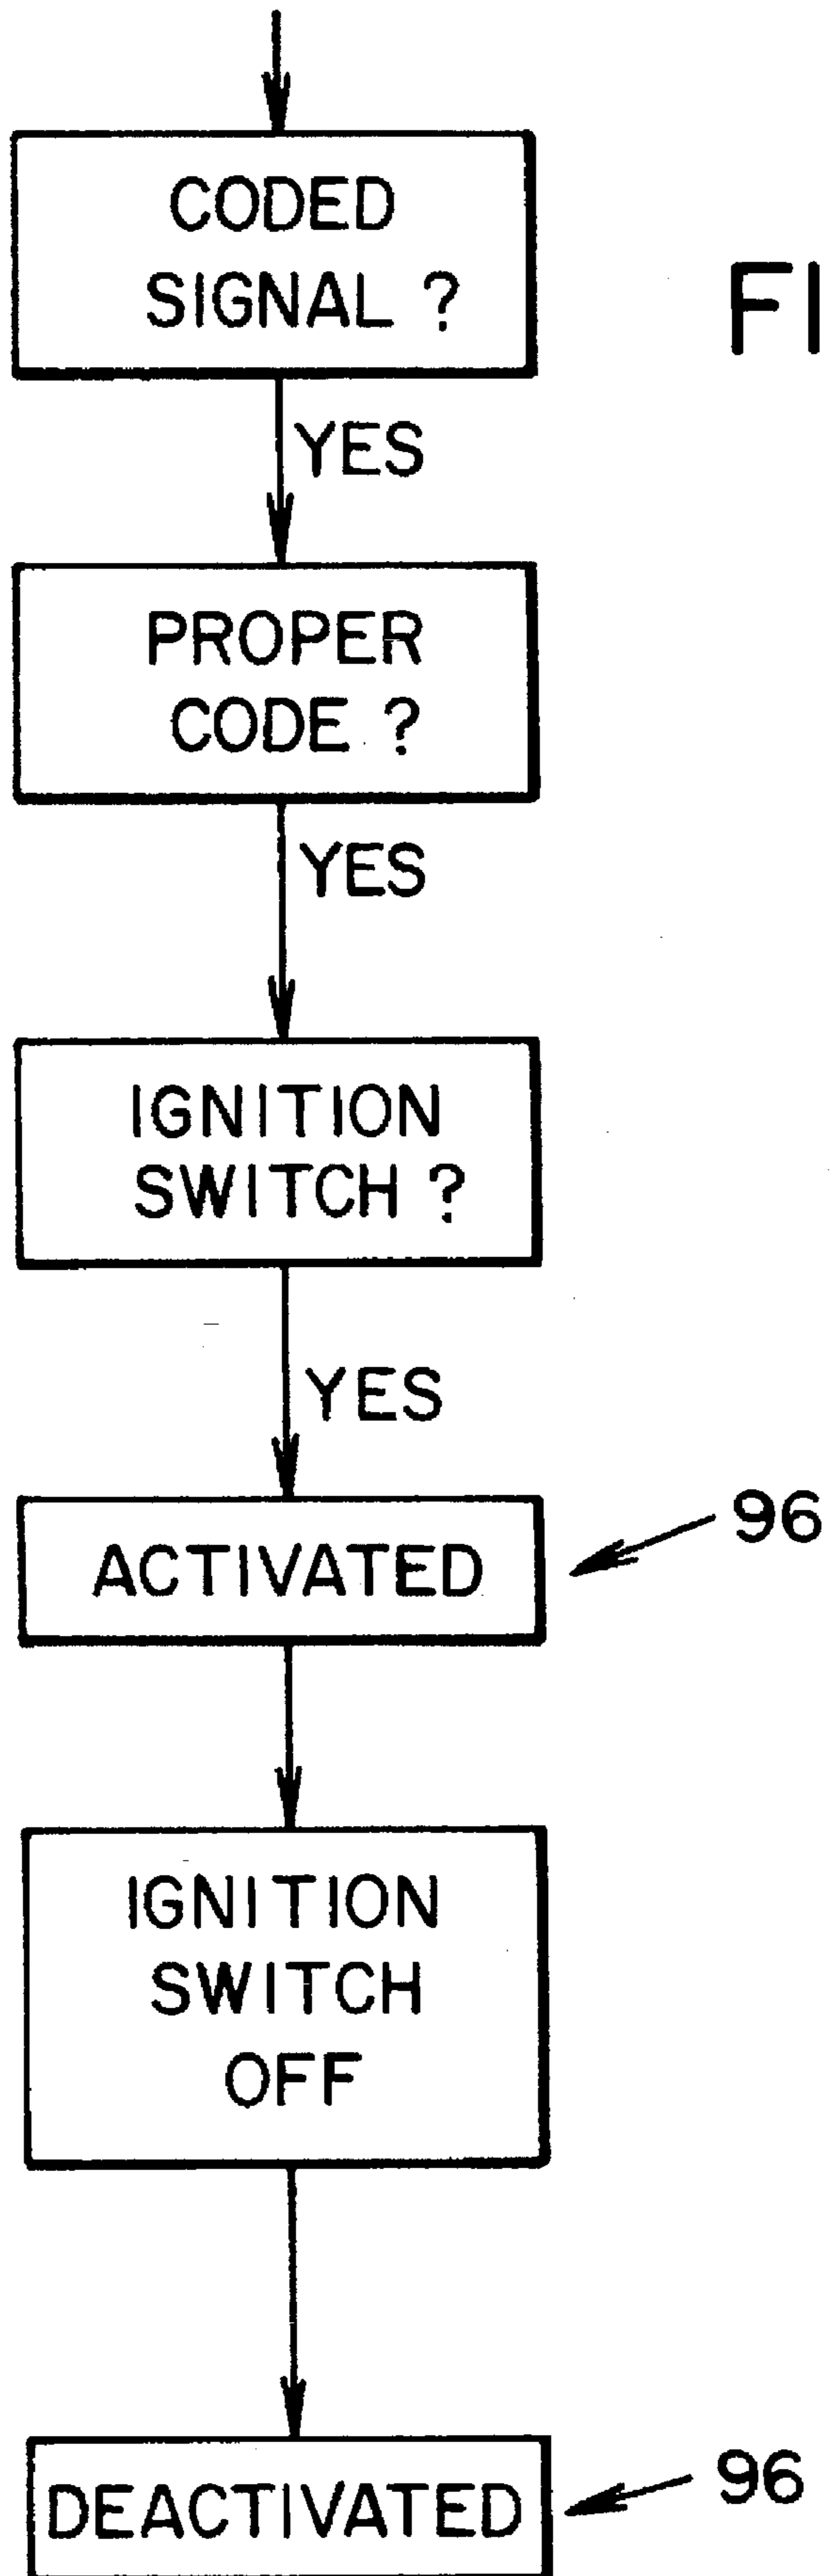 CODED
SIGNAL ?
FI
YES
PROPER
CODE ?
YES
IGNITION
SWITCH ?
YES
ACTIVATED
96
IGNITION
SWITCH
OFF
DEACTIVATED
96